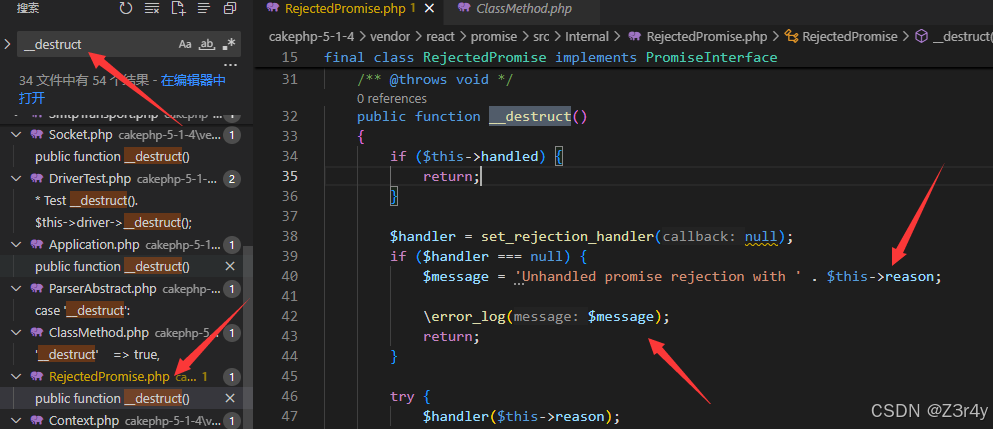 搜索
__destruct
Aa ab .*
34 文件中有 54 个结果 - 在编辑器中
打开
SmtpTransport.php cakephp-5-1-...
Socket.php cakephp-5-1-4\ve... 1
public function __destruct()
DriverTest.php cakephp-5-1-... 2
* Test __destruct().
$this->driver->__destruct();
Application.php cakephp-5-1... 1
public function __destruct()
ParserAbstract.php cakephp-... 1
case '__destruct':
ClassMethod.php cakephp-5-... 1
'__destruct' => true,
RejectedPromise.php ca... 1 1
public function __destruct()
Context.php cakephp-5-1-4... 1
RejectedPromise.php 1
ClassMethod.php
cakephp-5-1-4 > vendor > react > promise > src > Internal > RejectedPromise.php > RejectedPromise > __destruct()
15 final class RejectedPromise implements PromiseInterface
31 /** @throws void */
0 references
32 public function __destruct()
33 {
34 if ($this->handled) {
35 return;
36 }
37
38 $handler = set_rejection_handler(callback: null);
39 if ($handler === null) {
40 $message = 'Unhandled promise rejection with ' . $this->reason;
41
42 \error_log(message: $message);
43 return;
44 }
45
46 try {
47 $handler($this->reason);
CSDN @Z3r4y